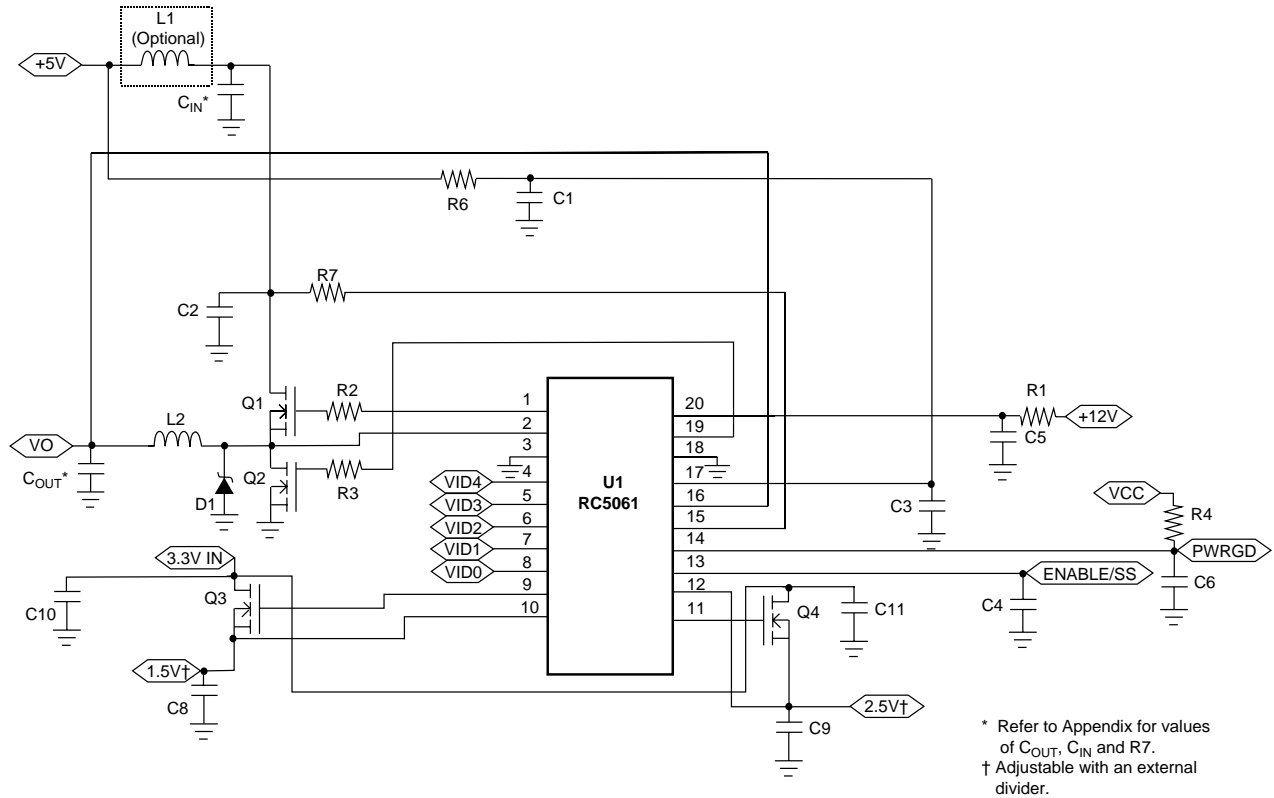 L1
(Optional)
+5V
CIN*
R6
C1
R7
C2
Q1
R2
1
20
R1
+12V
L2
2
19
C5
VO
3
18
COUT*
Q2
R3
4
17
D1
VID4
U1
RC5061
VID3
5
16
C3
VCC
VID2
6
15
R4
VID1
7
14
PWRGD
VID0
8
13
ENABLE/SS
C6
3.3V IN
9
12
C4
C10
Q3
10
11
Q4
C11
1.5V†
C8
2.5V†
C9
* Refer to Appendix for values
of COUT, CIN and R7.
† Adjustable with an external
divider.